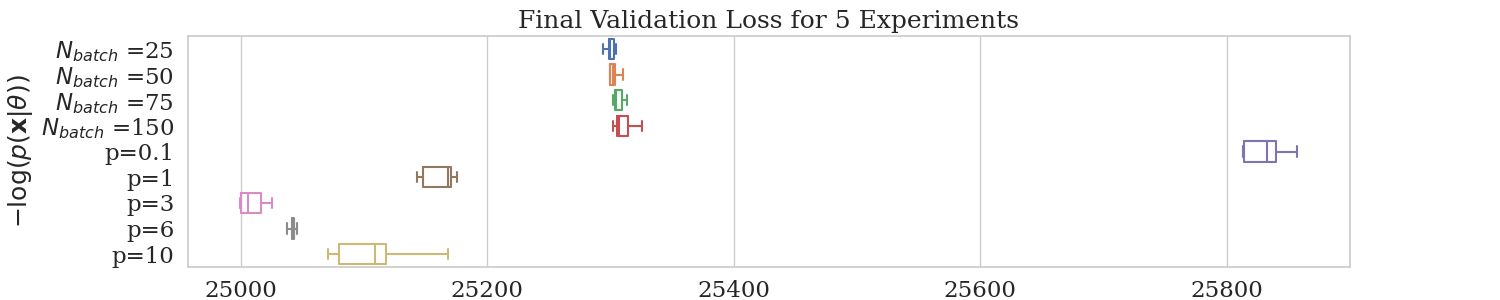 Final Validation Loss for 5 Experiments
−log(p(x|θ))
N_batch =25
N_batch =50
N_batch =75
N_batch =150
p=0.1
p=1
p=3
p=6
p=10
25000 25200 25400 25600 25800